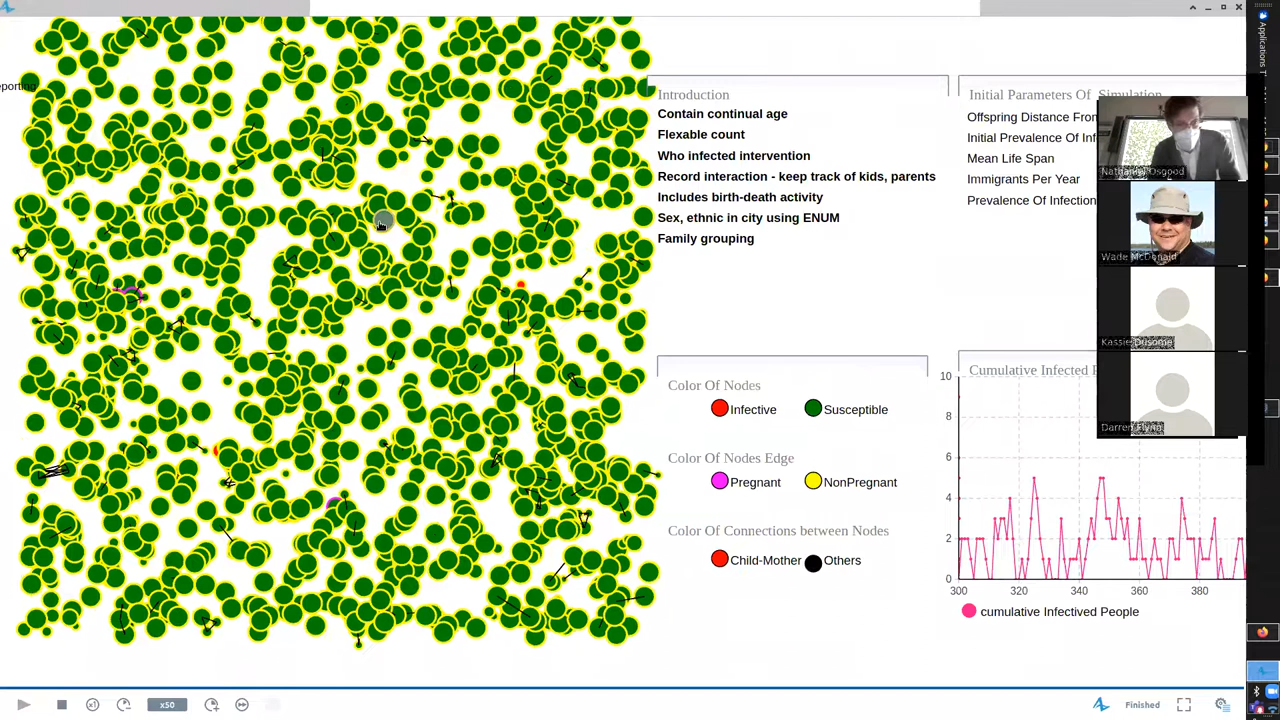 eporting
Introduction
Contain continual age
Flexable count
Who infected intervention
Record interaction - keep track of kids, parents
Includes birth-death activity
Sex, ethnic in city using ENUM
Family grouping
Initial Parameters Of Simulation
Offspring Distance Fron
Initial Prevalence Of Inf
Mean Life Span
Immigrants Per Year
Prevalence Of Infection
Nathaniel Osgood
Wade McDonald
Kassie Dusome
Darren Flynn
Applications
Color Of Nodes
Infective
Susceptible
Color Of Nodes Edge
Pregnant
NonPregnant
Color Of Connections between Nodes
Child-Mother
Others
Cumulative Infected P
10
8
6
4
2
0
300
320
340
360
380
cumulative Infectived People
x1
x50
Finished